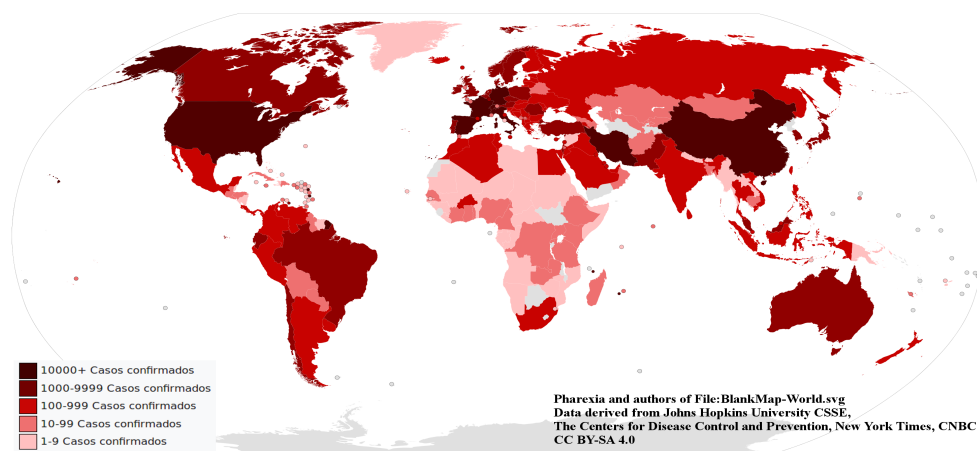 10000+ Casos confirmados
1000-9999 Casos confirmados
100-999 Casos confirmados
10-99 Casos confirmados
1-9 Casos confirmados
Pharexia and authors of File:BlankMap-World.svg
Data derived from Johns Hopkins University CSSE,
The Centers for Disease Control and Prevention, New York Times, CNBC
CC BY-SA 4.0